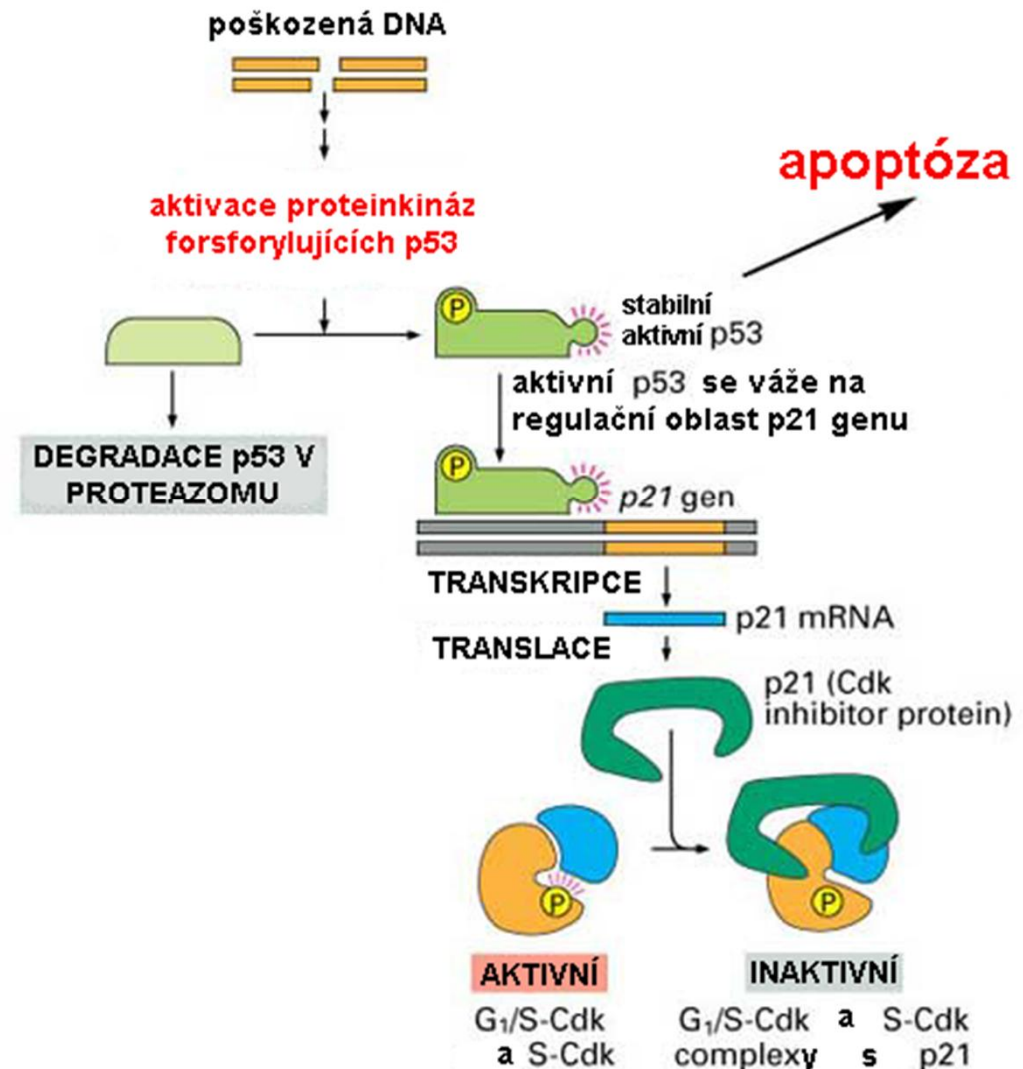 poškozená DNA
apoptóza
aktivace proteinkináz
forsforylujících p53
P
stabilní
aktivní p53
aktivní p53 se váže na
regulační oblast p21 genu
DEGRADACE p53 V
PROTEAZOMU
P
p21 gen
TRANSKRIPCE
p21 mRNA
TRANSLACE
p21 (Cdk
inhibitor protein)
P
P
AKTIVNÍ
INAKTIVNÍ
G₁/S-Cdk
a S-Cdk
G₁/S-Cdk a S-Cdk
complexy s p21